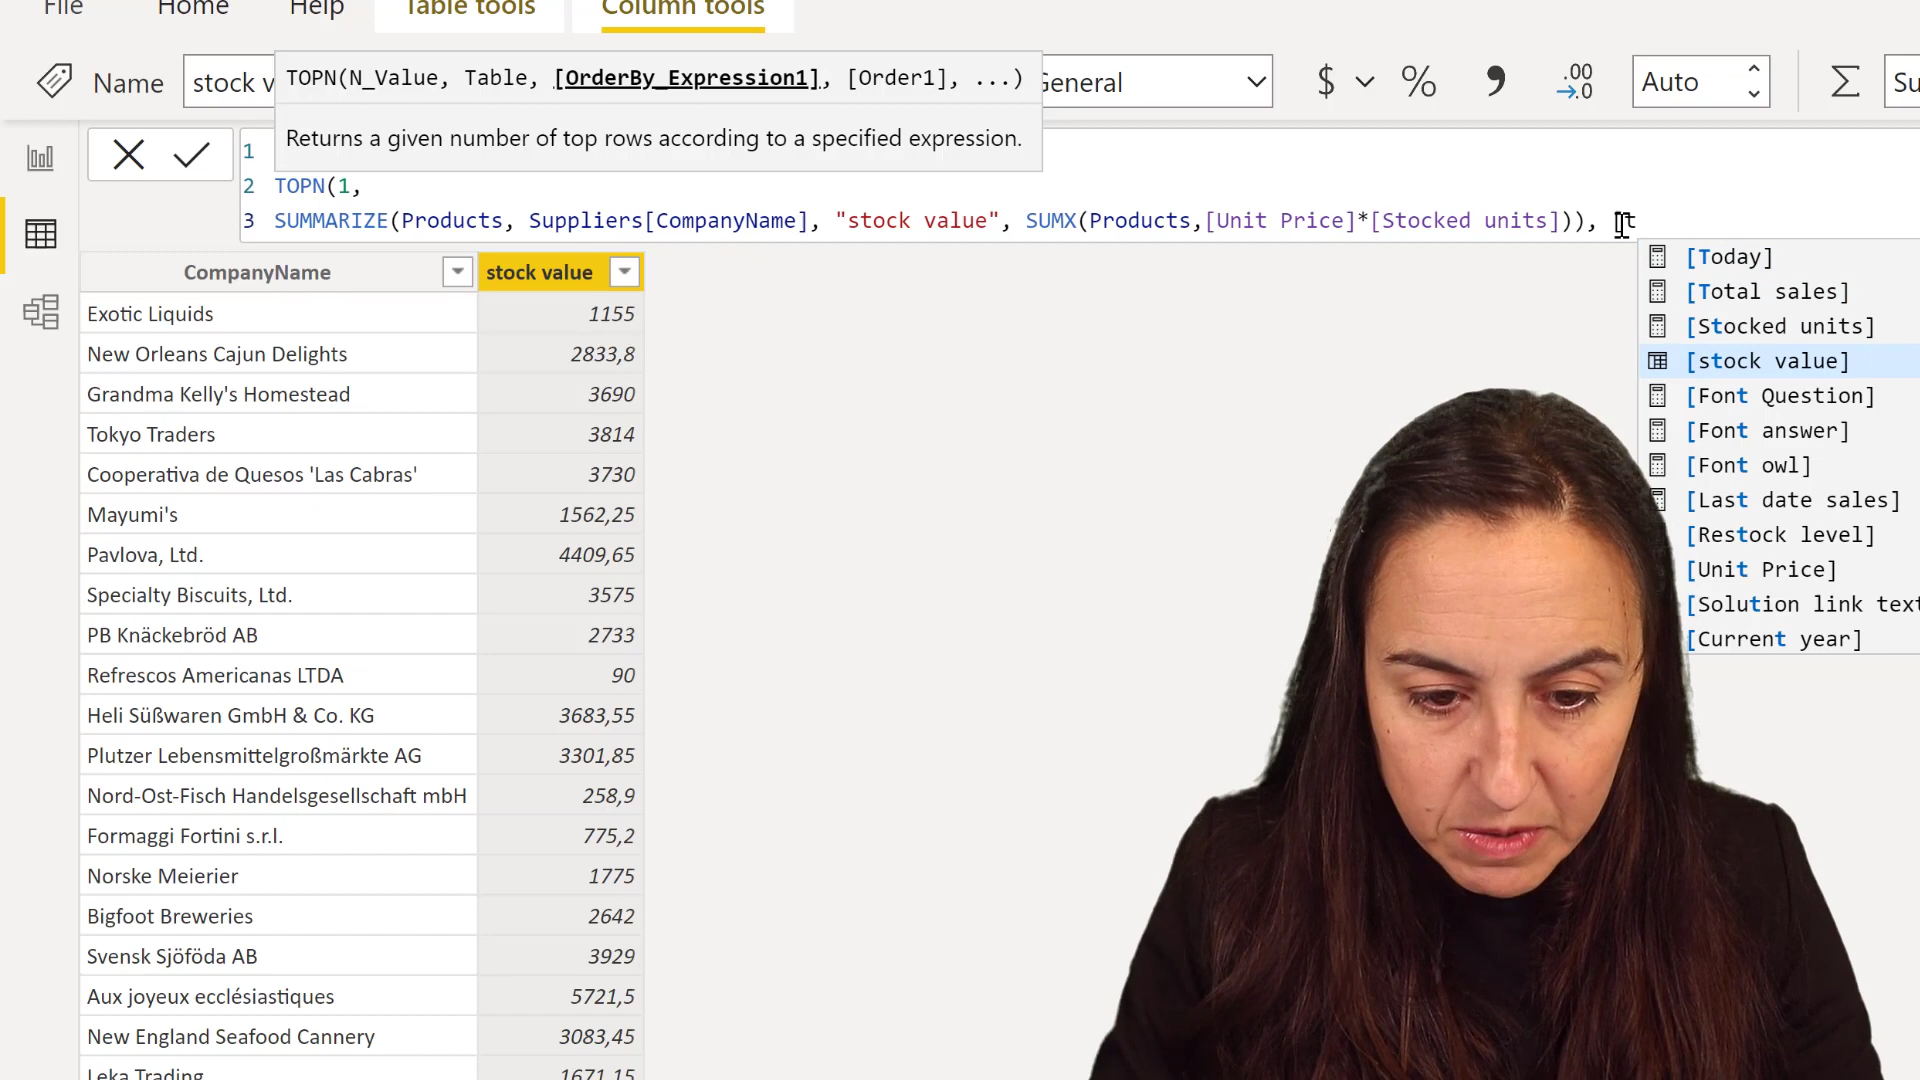 File Home Help Table tools Column tools
Name stock v General $ % .00 .0 Auto Su
TOPN(N_Value, Table, [OrderBy_Expression1], [Order1], ...)
Returns a given number of top rows according to a specified expression.
1
2 TOPN(1,
3 SUMMARIZE(Products, Suppliers[CompanyName], "stock value", SUMX(Products,[Unit Price]*[Stocked units])), [t
[Today]
[Total sales]
[Stocked units]
[stock value]
[Font Question]
[Font answer]
[Font owl]
[Last date sales]
[Restock level]
[Unit Price]
[Solution link text
[Current year]
CompanyName stock value
Exotic Liquids 1155
New Orleans Cajun Delights 2833,8
Grandma Kelly's Homestead 3690
Tokyo Traders 3814
Cooperativa de Quesos 'Las Cabras' 3730
Mayumi's 1562,25
Pavlova, Ltd. 4409,65
Specialty Biscuits, Ltd. 3575
PB Knäckebröd AB 2733
Refrescos Americanas LTDA 90
Heli Süßwaren GmbH & Co. KG 3683,55
Plutzer Lebensmittelgroßmärkte AG 3301,85
Nord-Ost-Fisch Handelsgesellschaft mbH 258,9
Formaggi Fortini s.r.l. 775,2
Norske Meierier 1775
Bigfoot Breweries 2642
Svensk Sjöföda AB 3929
Aux joyeux ecclésiastiques 5721,5
New England Seafood Cannery 3083,45
Leka Trading 1671,15